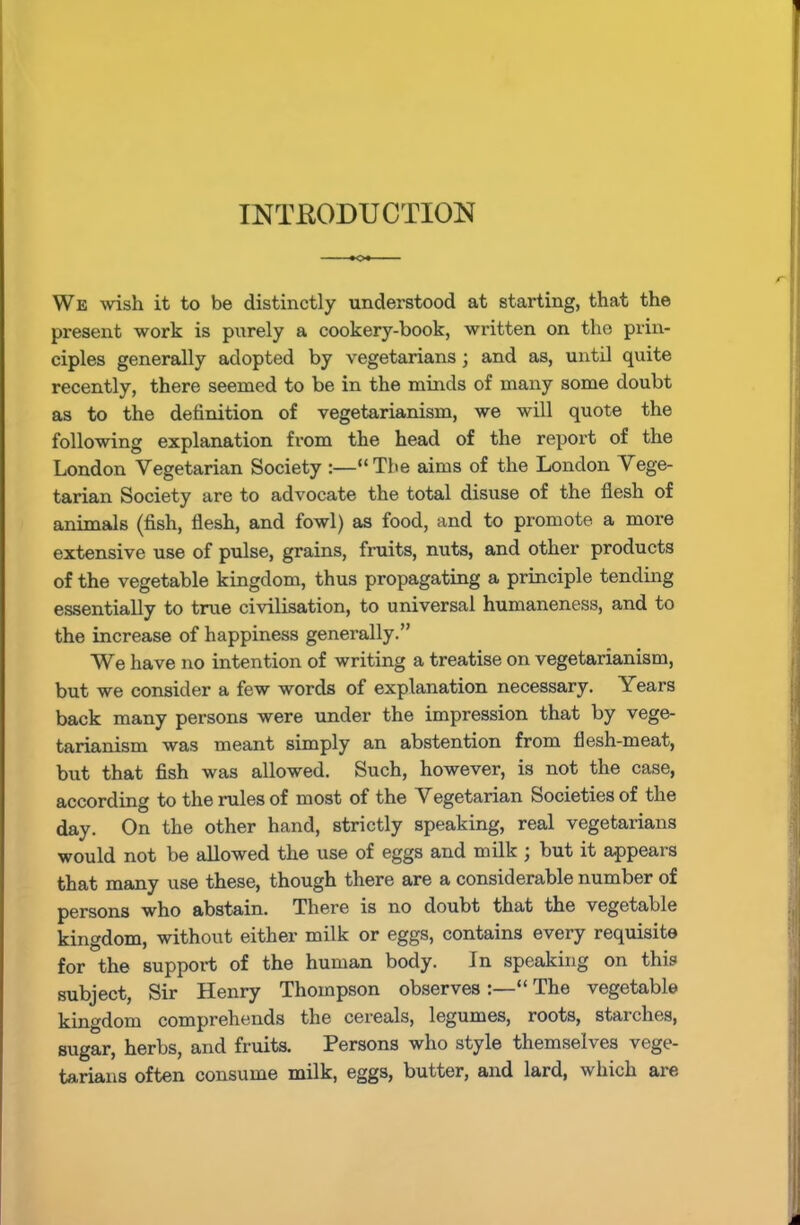 INTRODUCTION
We wish it to be distinctly understood at starting, that the
present work is purely a cookery-book, written on the prin-
ciples generally adopted by vegetarians; and as, until quite
recently, there seemed to be in the minds of many some doubt
as to the definition of vegetarianism, we will quote the
following explanation from the head of the report of the
London Vegetarian Society :—“The aims of the London Vege-
tarian Society are to advocate the total disuse of the flesh of
animals (fish, flesh, and fowl) as food, and to promote a more
extensive use of pulse, grains, fruits, nuts, and other products
of the vegetable kingdom, thus propagating a principle tending
essentially to true civilisation, to universal humaneness, and to
the increase of happiness generally.”
We have no intention of writing a treatise on vegetarianism,
but we consider a few words of explanation necessary. Years
back many persons were under the impression that by vege-
tarianism was meant simply an abstention from flesh-meat,
but that fish was allowed. Such, however, is not the case,
according to the rules of most of the Vegetarian Societies of the
day. On the other hand, strictly speaking, real vegetarians
would not be allowed the use of eggs and milk ; but it appears
that many use these, though there are a considerable number of
persons who abstain. There is no doubt that the vegetable
kingdom, without either milk or eggs, contains every requisite
for the support of the human body. In speaking on this
subject, Sir Henry Thompson observes :—“The vegetable
kingdom comprehends the cereals, legumes, roots, starches,
sugar, herbs, and fruits. Persons who style themselves vege-
tarians often consume milk, eggs, butter, and lard, which are